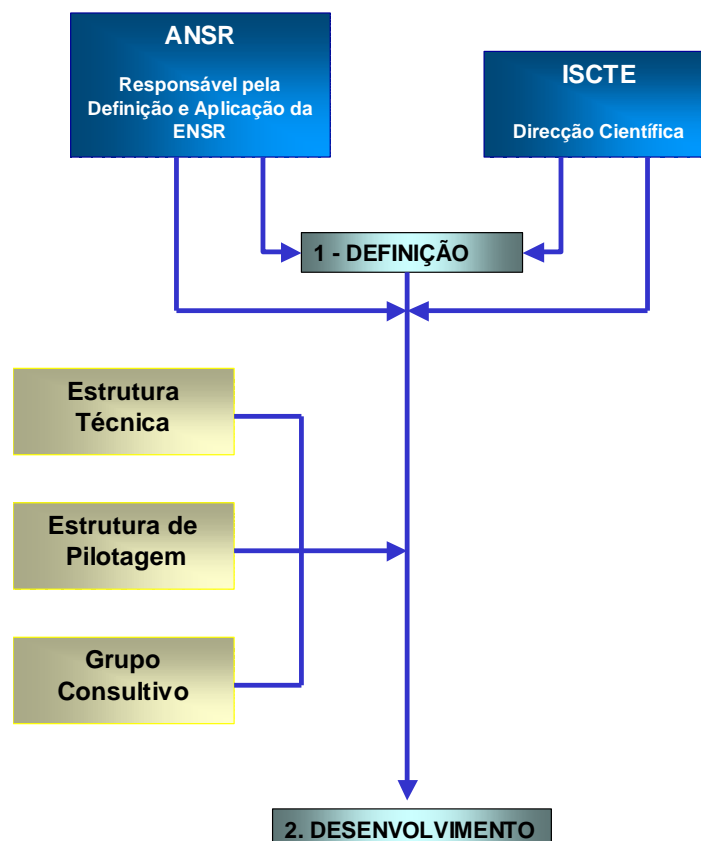 ANSR
Responsável pela
Definição e Aplicação da
ENSR
ISCTE
Direcção Científica
1 - DEFINIÇÃO
Estrutura
Técnica
Estrutura de
Pilotagem
Grupo
Consultivo
2. DESENVOLVIMENTO